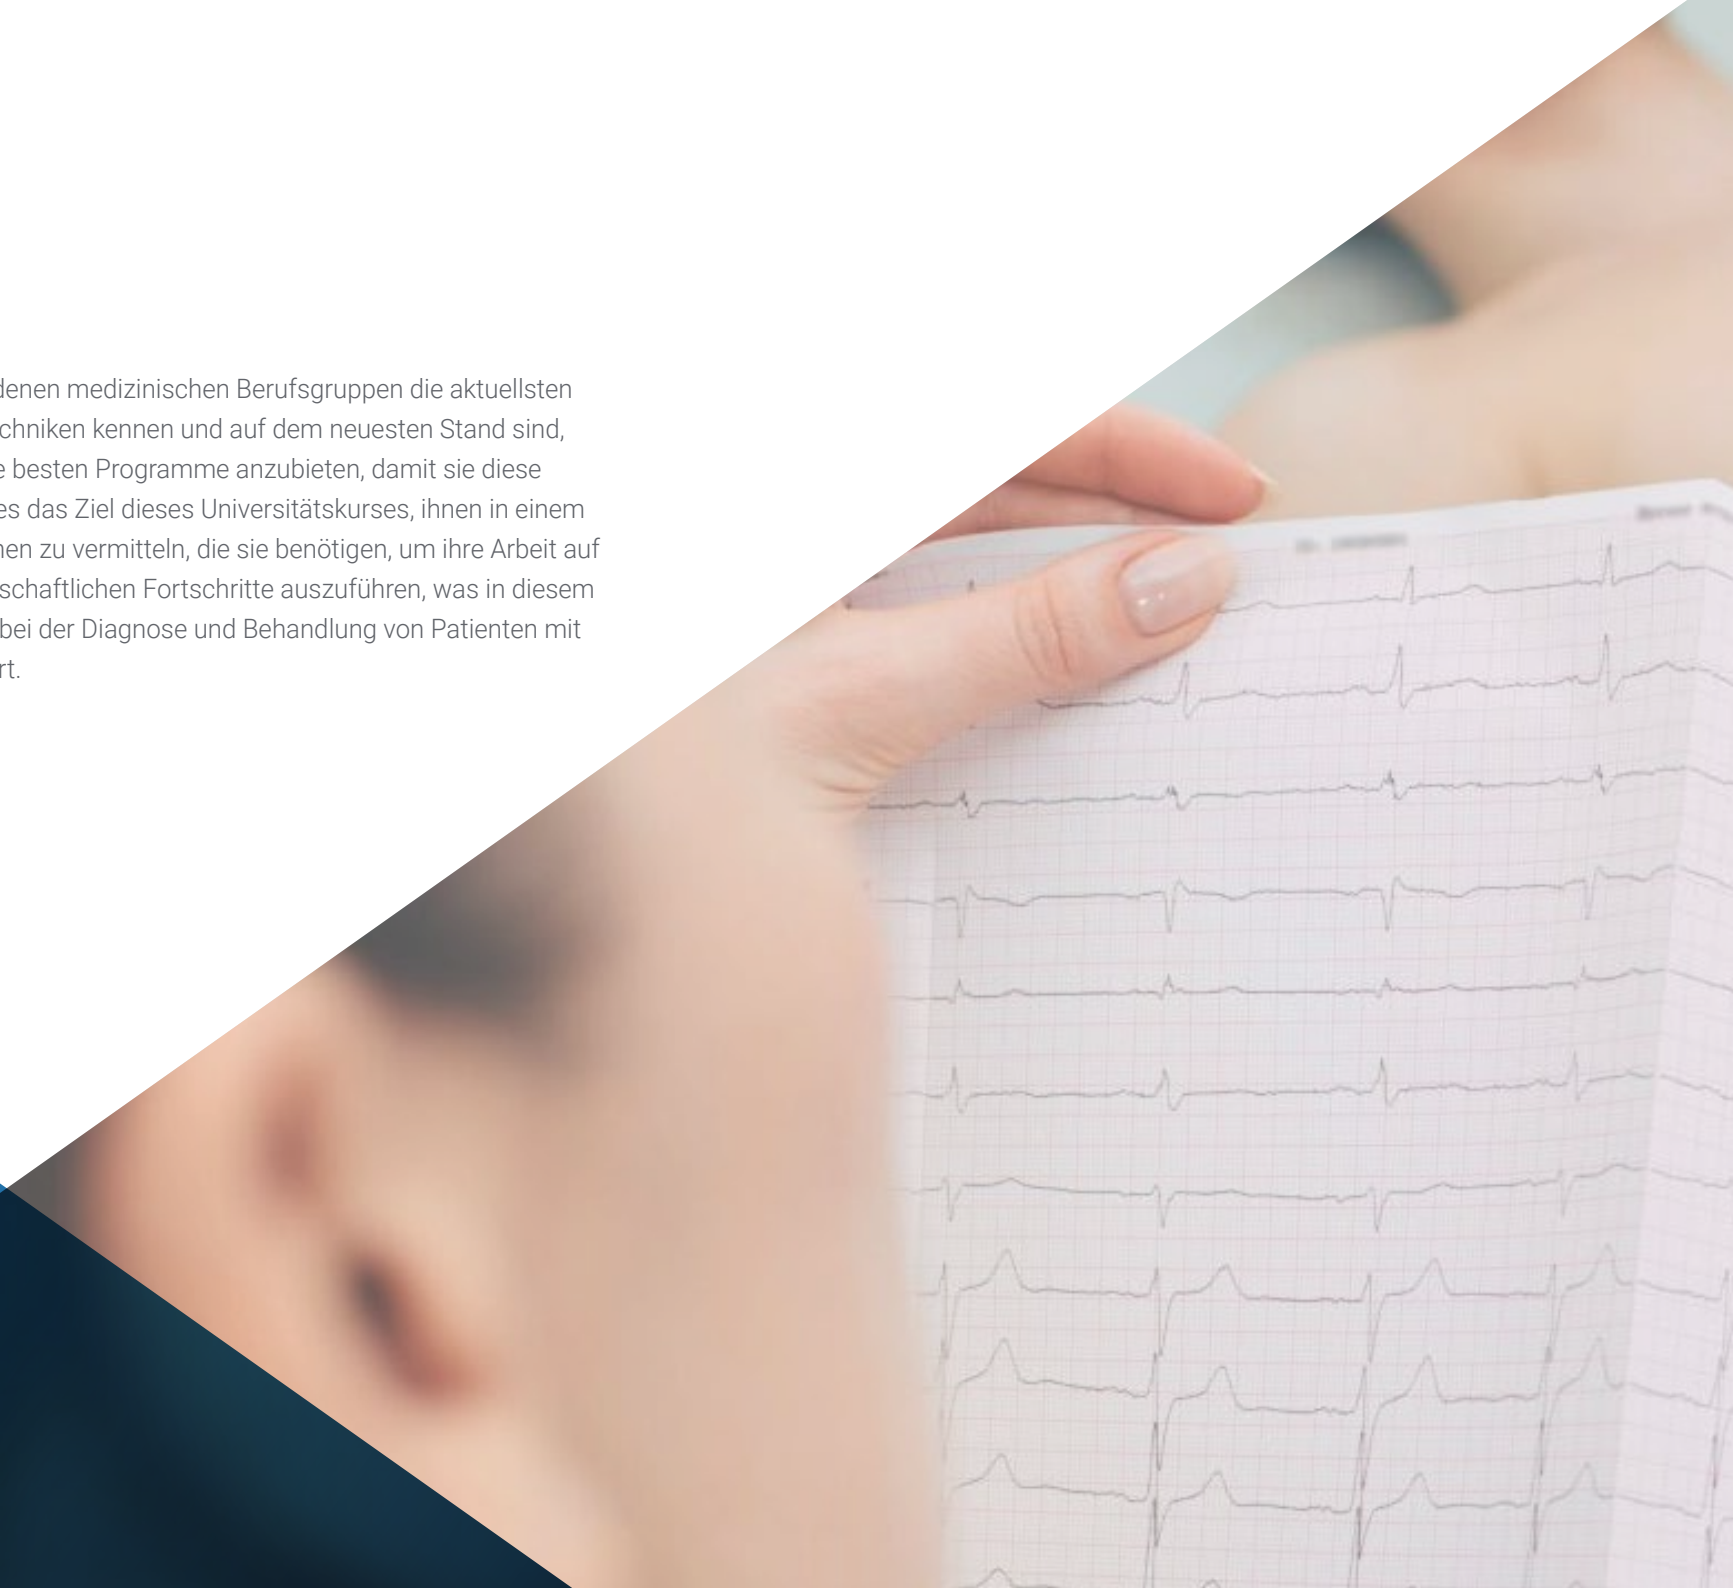 denen medizinischen Berufsgruppen die aktuellsten
chniken kennen und auf dem neuesten Stand sind,
e besten Programme anzubieten, damit sie diese
es das Ziel dieses Universitätskurses, ihnen in einem
nen zu vermitteln, die sie benötigen, um ihre Arbeit auf
schaftlichen Fortschritte auszuführen, was in diesem
bei der Diagnose und Behandlung von Patienten mit
rt.